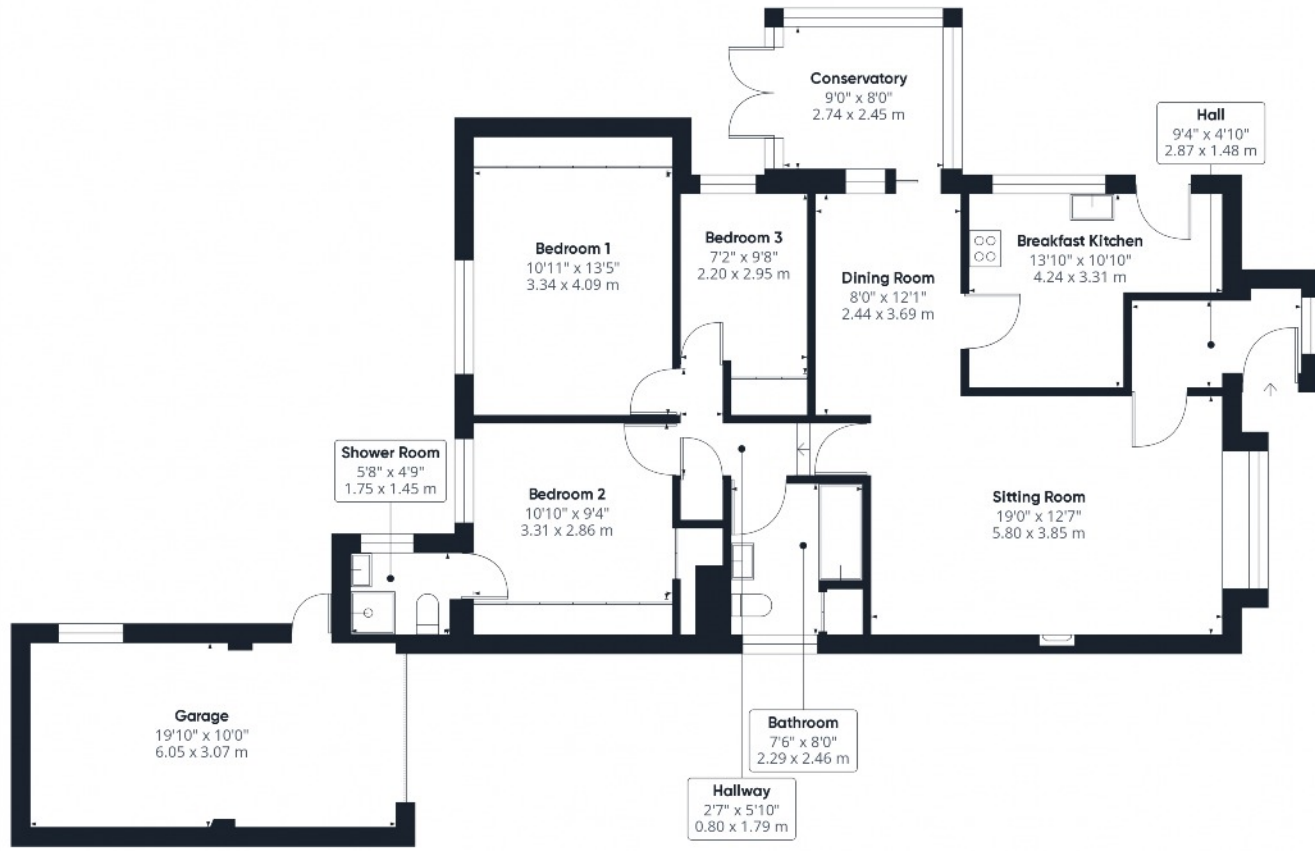 Conservatory
9'0" x 8'0"
2.74 x 2.45 m
Hall
9'4" x 4'10"
2.87 x 1.48 m
Bedroom 1
10'11" x 13'5"
3.34 x 4.09 m
Bedroom 3
7'2" x 9'8"
2.20 x 2.95 m
Dining Room
8'0" x 12'1"
2.44 x 3.69 m
Breakfast Kitchen
13'10" x 10'10"
4.24 x 3.31 m
Shower Room
5'8" x 4'9"
1.75 x 1.45 m
Bedroom 2
10'10" x 9'4"
3.31 x 2.86 m
Sitting Room
19'0" x 12'7"
5.80 x 3.85 m
Garage
19'10" x 10'0"
6.05 x 3.07 m
Bathroom
7'6" x 8'0"
2.29 x 2.46 m
Hallway
2'7" x 5'10"
0.80 x 1.79 m